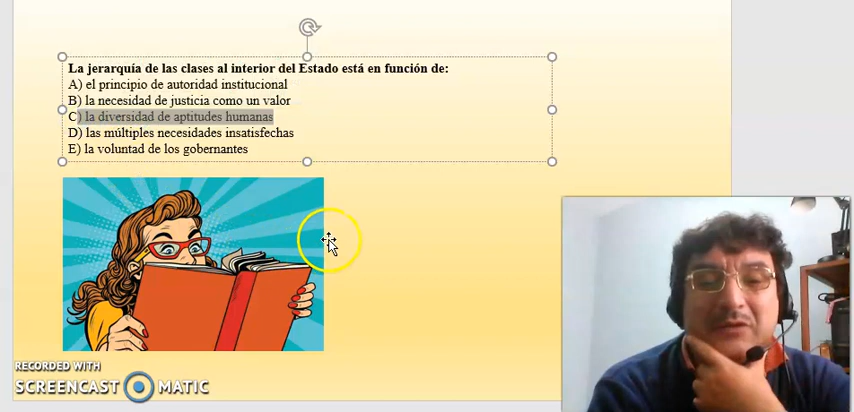 La jerarquía de las clases al interior del Estado está en función de:
A) el principio de autoridad institucional
B) la necesidad de justicia como un valor
C) la diversidad de aptitudes humanas
D) las múltiples necesidades insatisfechas
E) la voluntad de los gobernantes
RECORDED WITH
SCREENCAST MATIC